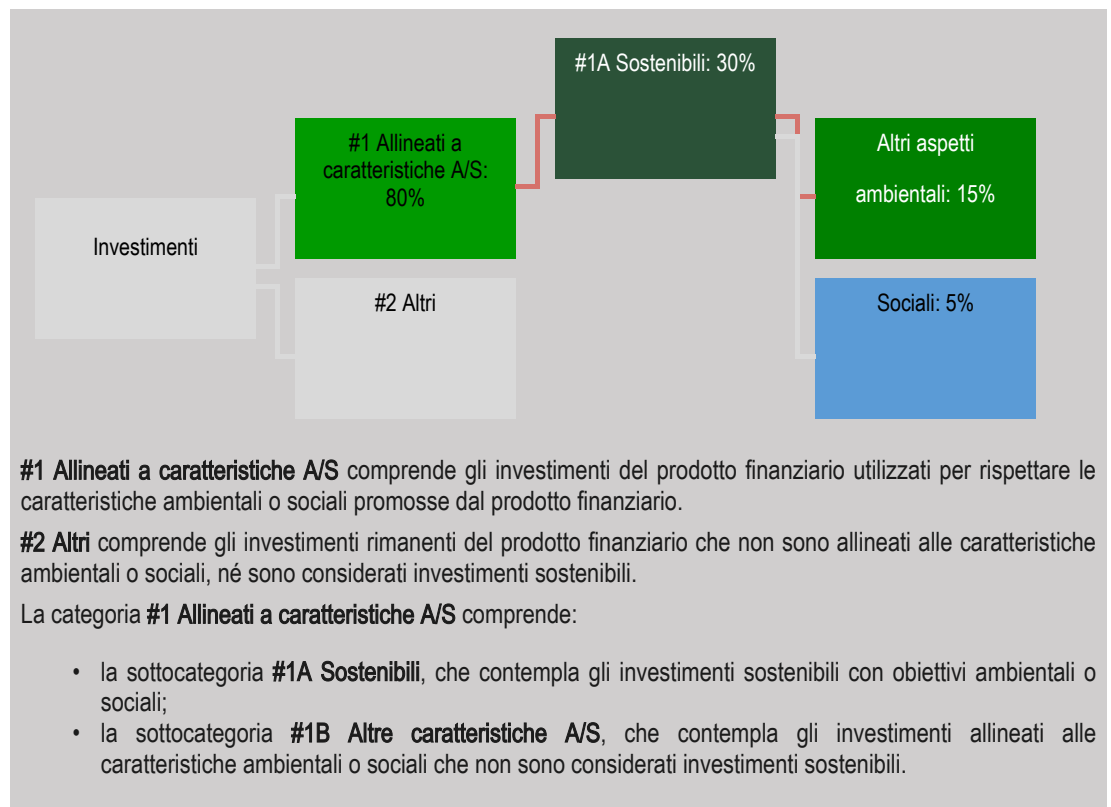 #1A Sostenibili: 30%
#1 Allineati a
caratteristiche A/S:
80%
Altri aspetti
ambientali: 15%
Investimenti
#2 Altri
Sociali: 5%
#1 Allineati a caratteristiche A/S comprende gli investimenti del prodotto finanziario utilizzati per rispettare le
caratteristiche ambientali o sociali promosse dal prodotto finanziario.
#2 Altri comprende gli investimenti rimanenti del prodotto finanziario che non sono allineati alle caratteristiche
ambientali o sociali, né sono considerati investimenti sostenibili.
La categoria #1 Allineati a caratteristiche A/S comprende:
• la sottocategoria #1A Sostenibili, che contempla gli investimenti sostenibili con obiettivi ambientali o
sociali;
• la sottocategoria #1B Altre caratteristiche A/S, che contempla gli investimenti allineati alle
caratteristiche ambientali o sociali che non sono considerati investimenti sostenibili.